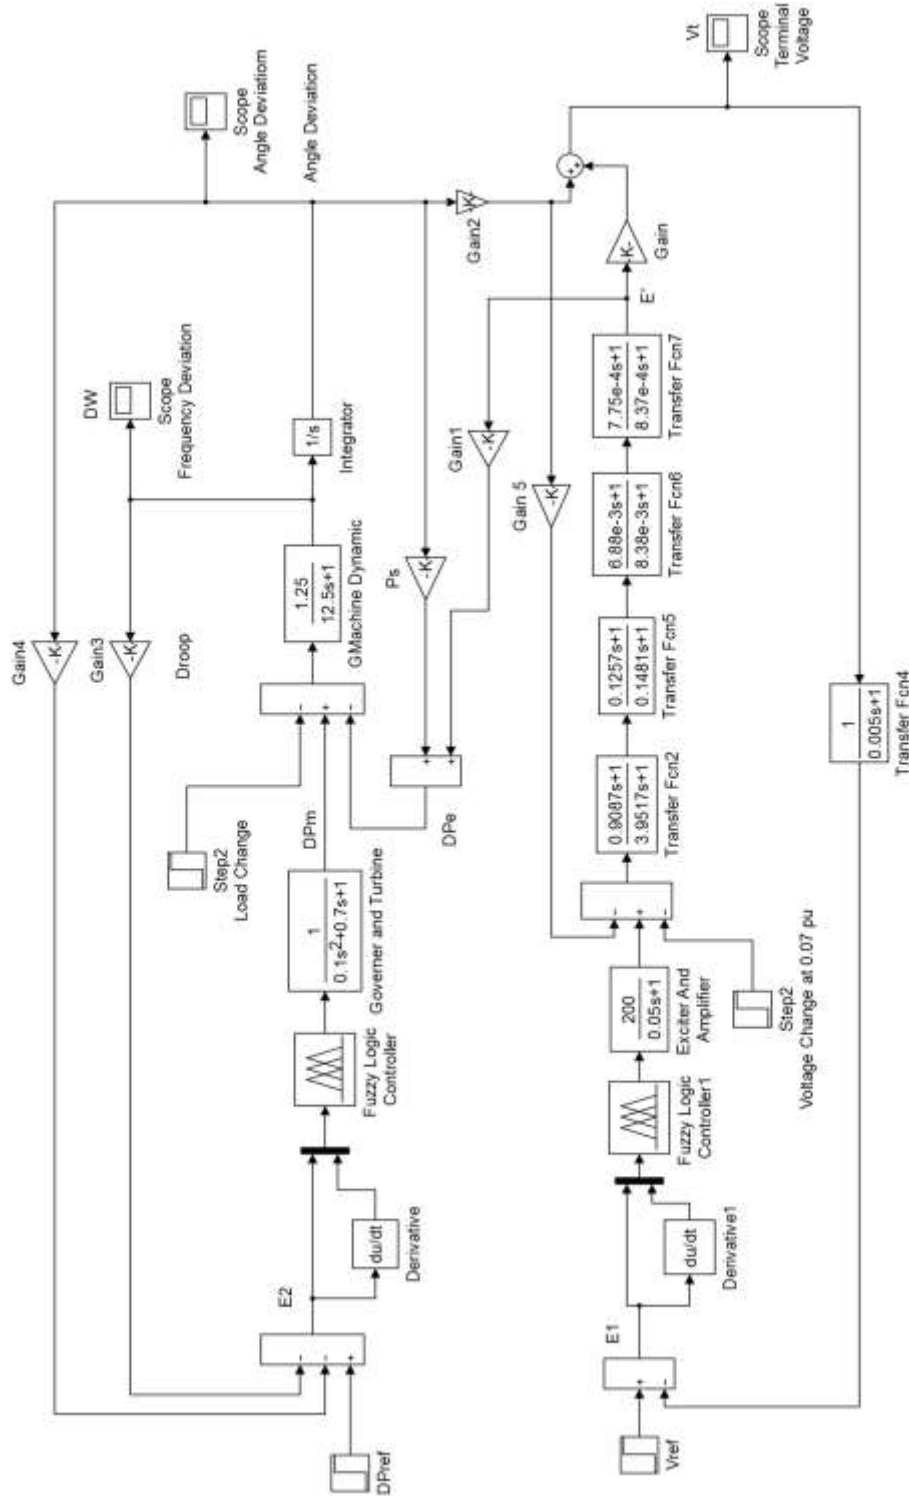 Gain4
-K-
Gain3
-K-
Droop
DW
Scope
Frequency Deviation
Scope
Angle Deviatiom
Angle Deviation
Step2
Load Change
DPref
E2
du/dt
Derivative
Fuzzy Logic
Controller
1
0.1s2+0.7s+1
Governer and Turbine
DPm
1.25
12.5s+1
GMachine Dynamic
1/s
Integrator
Ps
-K-
DPe
Gain1
-K-
Gain2
-K-
Gain 5
-K-
Vref
E1
du/dt
Derivative1
Fuzzy Logic
Controller1
200
0.05s+1
Exciter And
Amplifier
Step2
Voltage Change at 0.07 pu
0.9087s+1
3.9517s+1
Transfer Fcn2
0.1257s+1
0.1481s+1
Transfer Fcn5
6.88e-3s+1
8.38e-3s+1
Transfer Fcn6
7.75e-4s+1
8.37e-4s+1
Transfer Fcn7
E'
-K-
Gain
Vt
Scope
Terminal
Voltage
1
0.005s+1
Transfer Fcn4